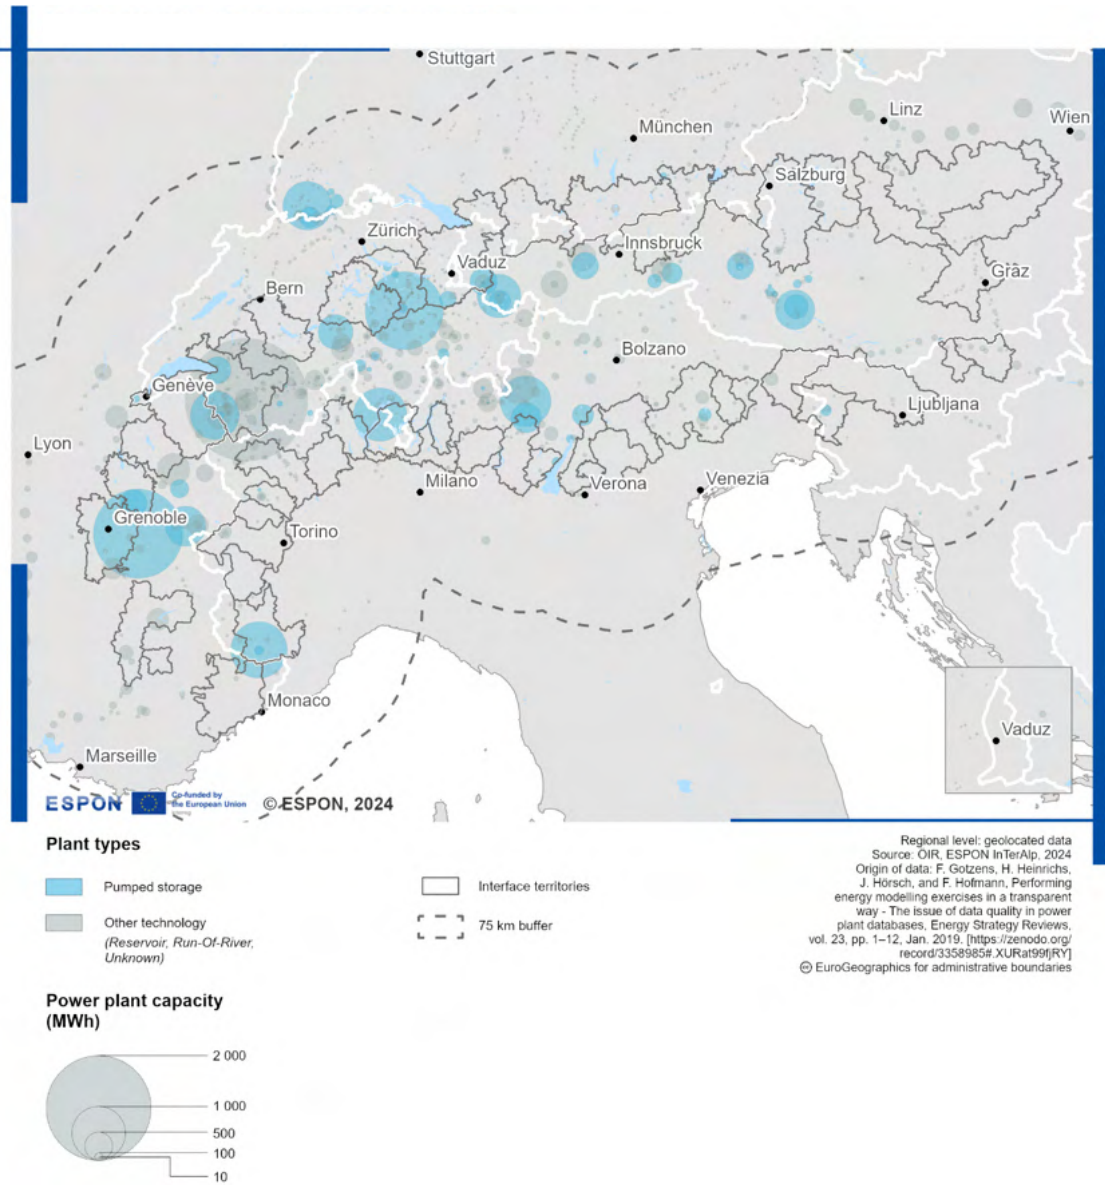 Stuttgart
Linz
Wien
München
Salzburg
Zürich
Innsbruck
Vaduz
Graz
Bern
Bolzano
Genève
Ljubljana
Lyon
Milano
Verona
Venezia
Grenoble
Torino
Monaco
Vaduz
Marseille
ESPON
Co-funded by
the European Union
© ESPON, 2024
Plant types
Pumped storage
Other technology
(Reservoir, Run-Of-River,
Unknown)
Interface territories
75 km buffer
Regional level: geolocated data
Source: ÖIR, ESPON InTerAlp, 2024
Origin of data: F. Gotzens, H. Heinrichs,
J. Hörsch, and F. Hofmann, Performing
energy modelling exercises in a transparent
way - The issue of data quality in power
plant databases, Energy Strategy Reviews,
vol. 23, pp. 1–12, Jan. 2019. [https://zenodo.org/
record/3358985#.XURat99fjRY]
© EuroGeographics for administrative boundaries
Power plant capacity
(MWh)
2 000
1 000
500
100
10